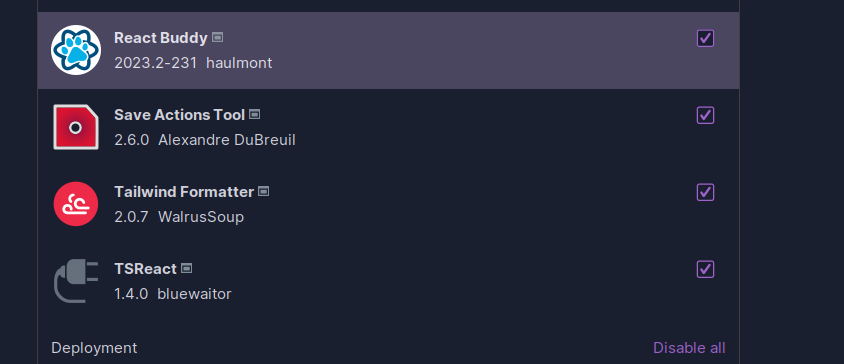 React Buddy
2023.2-231 haulmont
Save Actions Tool
2.6.0 Alexandre DuBreuil
Tailwind Formatter
2.0.7 WalrusSoup
TSReact
1.4.0 bluewaitor
Deployment Disable all